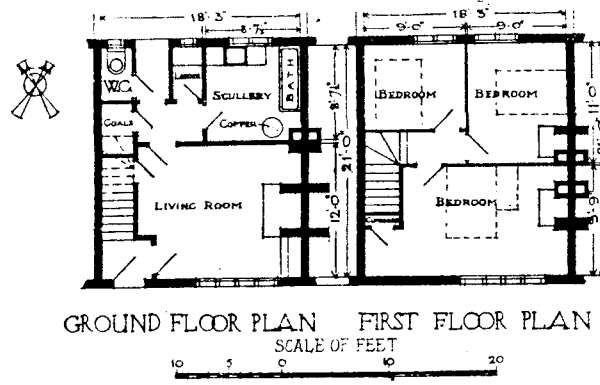 18'·3" 18'·3"
8'·7½" 9'·0" 9'·0"
W.C. LARDER BATH
SCULLERY BEDROOM BEDROOM
COALS COPPER
8'·7½" 21'·0" 11'·0"
LIVING ROOM 12'·0" BEDROOM 9'·9"
GROUND FLOOR PLAN FIRST FLOOR PLAN
SCALE OF FEET
10 5 0 10 20